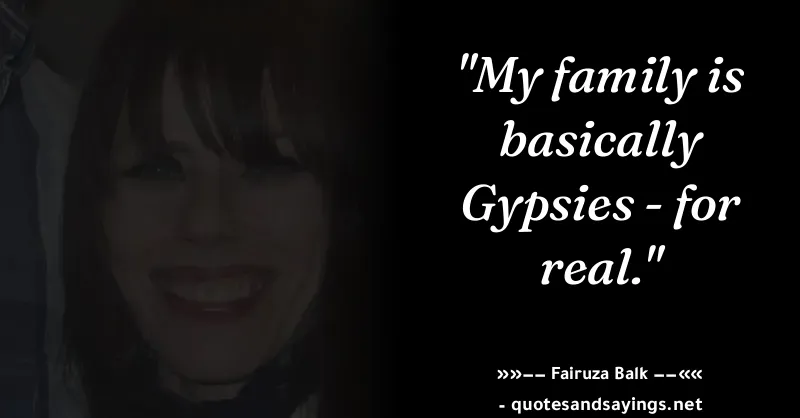 "My family is
basically
Gypsies - for
real."
»»―― Fairuza Balk ――««
- quotesandsayings.net